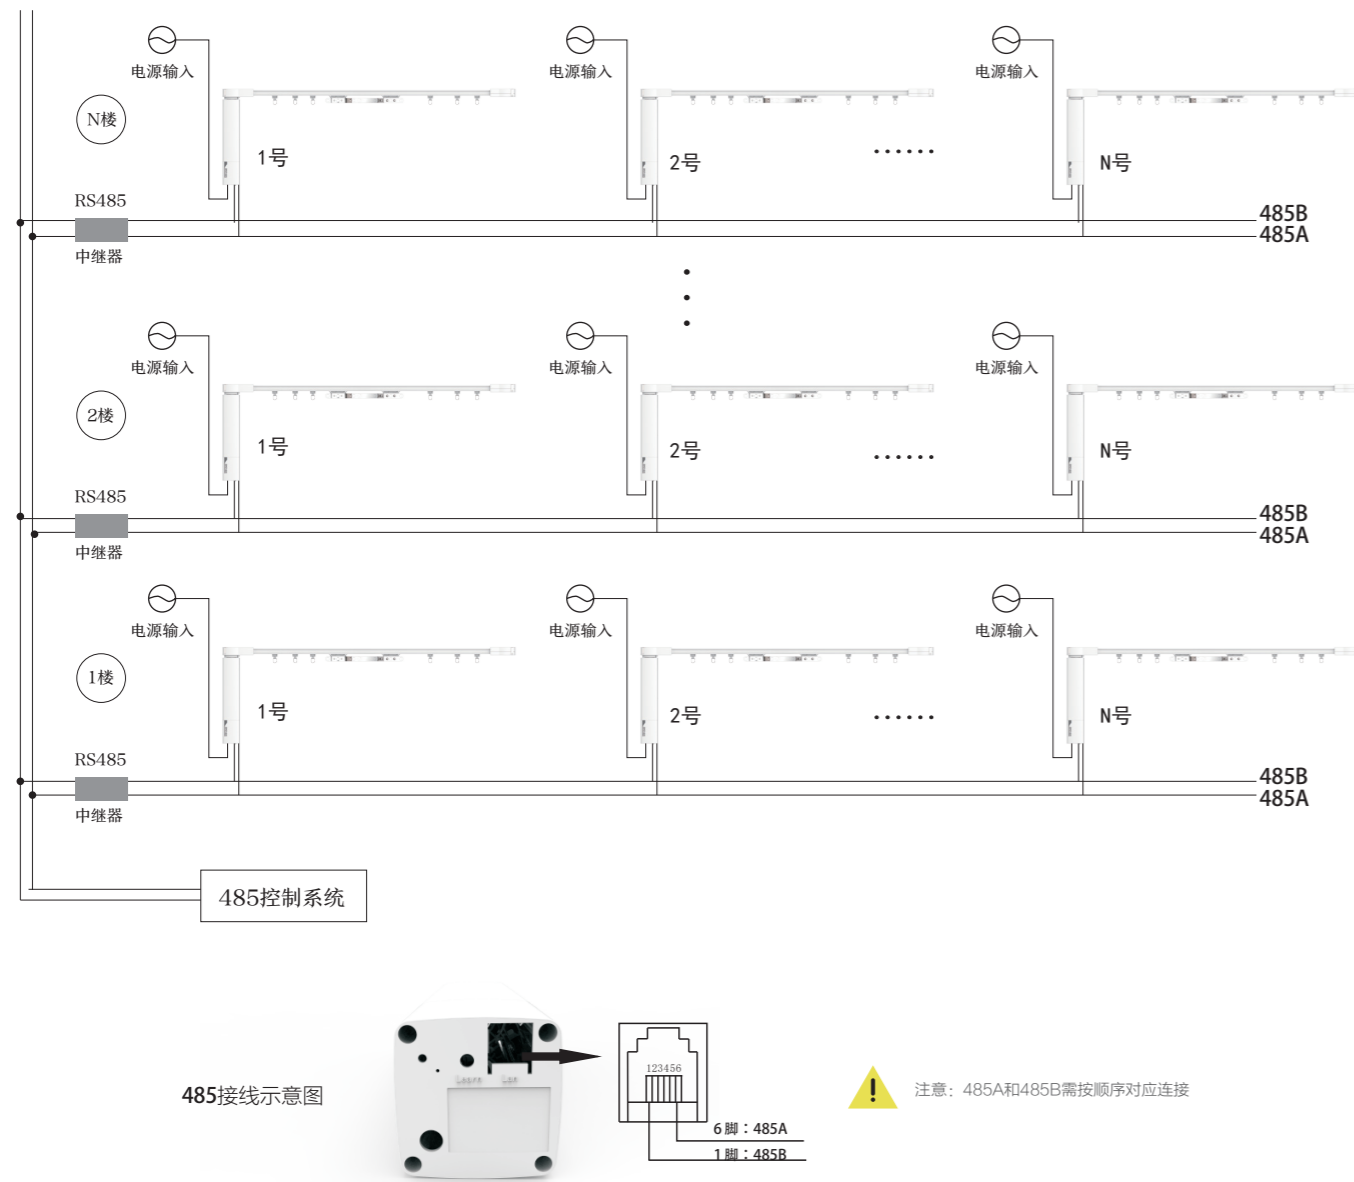 电源输入 电源输入 电源输入
N楼
1号 2号 ······ N号
RS485
485B
485A
中继器
电源输入 电源输入 电源输入
2楼
1号 2号 ······ N号
RS485
485B
485A
中继器
电源输入 电源输入 电源输入
1楼
1号 2号 ······ N号
RS485
485B
485A
中继器
485控制系统
485接线示意图
Learn Lan
123456
6 脚：485A
1 脚：485B
!
注意：485A和485B需按顺序对应连接